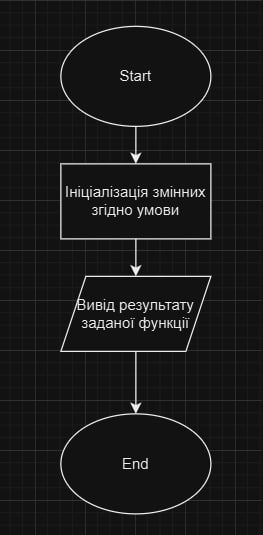 Start
Ініціалізація змінних
згідно умови
Вивід результату
заданої функції
End